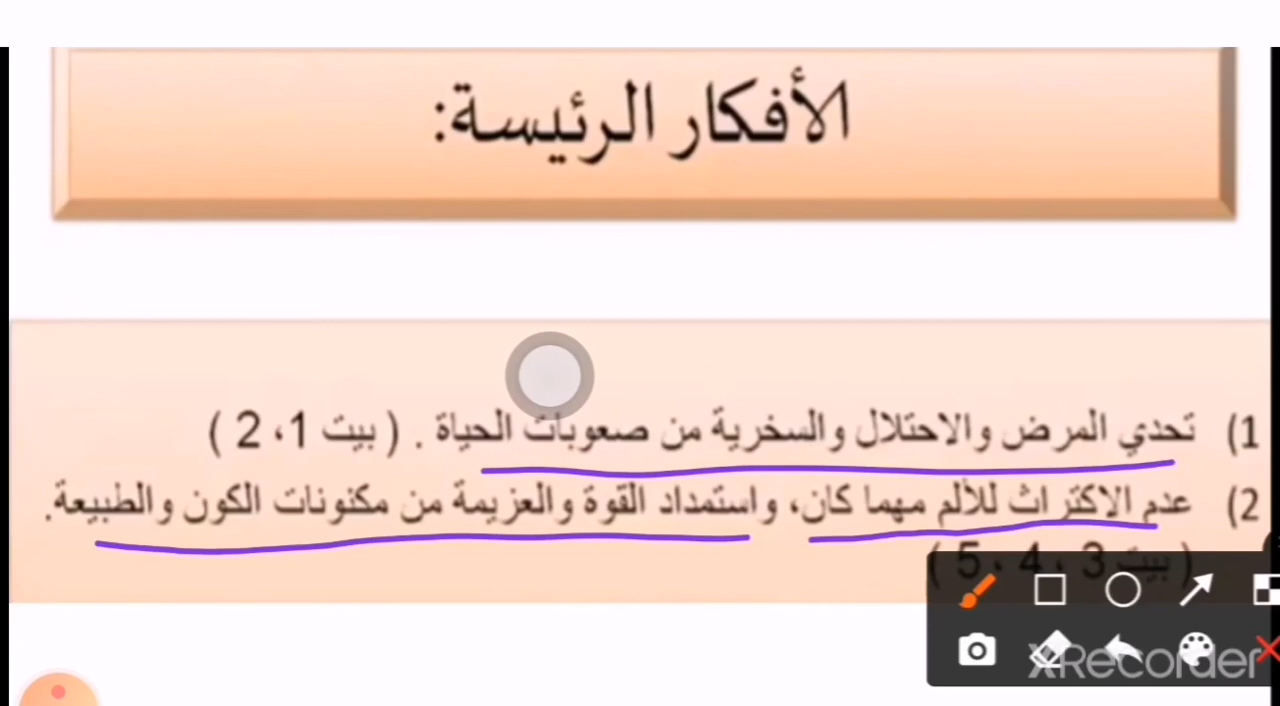 الأفكار الرئيسة:
1) تحدي المرض والاحتلال والسخرية من صعوبات الحياة . ( بيت 1، 2 )
2) عدم الاكتراث للألم مهما كان، واستمداد القوة والعزيمة من مكنونات الكون والطبيعة.
( بيت 3 ، 4 ، 5 )
XRecorder